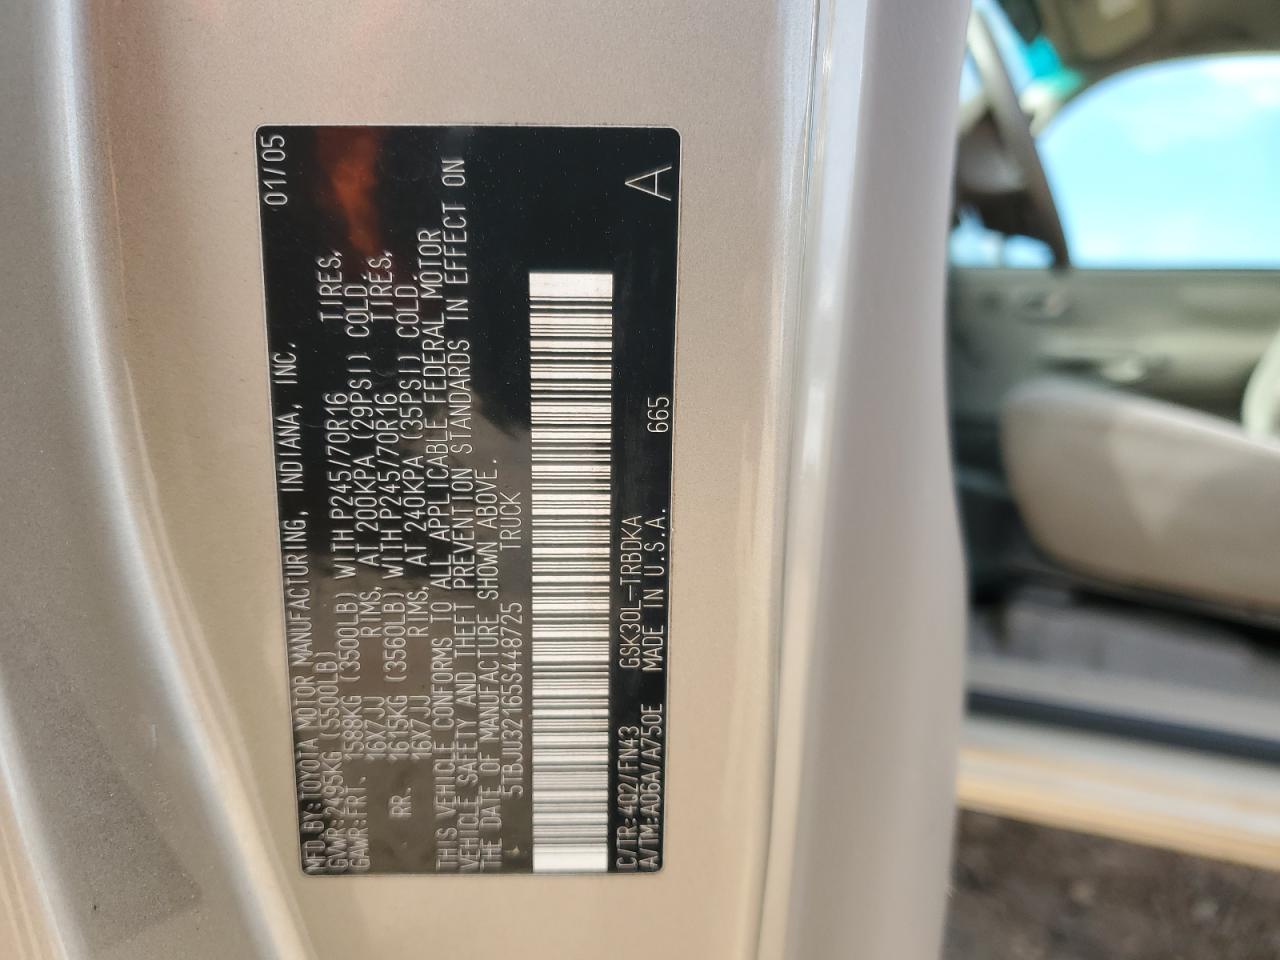 MFD.BY:TOYOTA MOTOR MANUFACTURING, INDIANA, INC. 01/05
GVWR:2495KG (5500LB)
GAWR:FRT. 1588KG (3500LB) WITH P245/70R16 TIRES,
16X7JJ RIMS, AT 200KPA (29PSI) COLD.
RR. 1615KG (3560LB) WITH P245/70R16 TIRES,
16X7JJ RIMS, AT 240KPA (35PSI) COLD.
THIS VEHICLE CONFORMS TO ALL APPLICABLE FEDERAL MOTOR
VEHICLE SAFETY AND THEFT PREVENTION STANDARDS IN EFFECT ON
THE DATE OF MANUFACTURE SHOWN ABOVE.
5TBJU32165S448725 TRUCK
C/TR:4Q2/FN43 GSK30L-TRBDKA
A/TM:A06A/A750E MADE IN U.S.A. 665 A